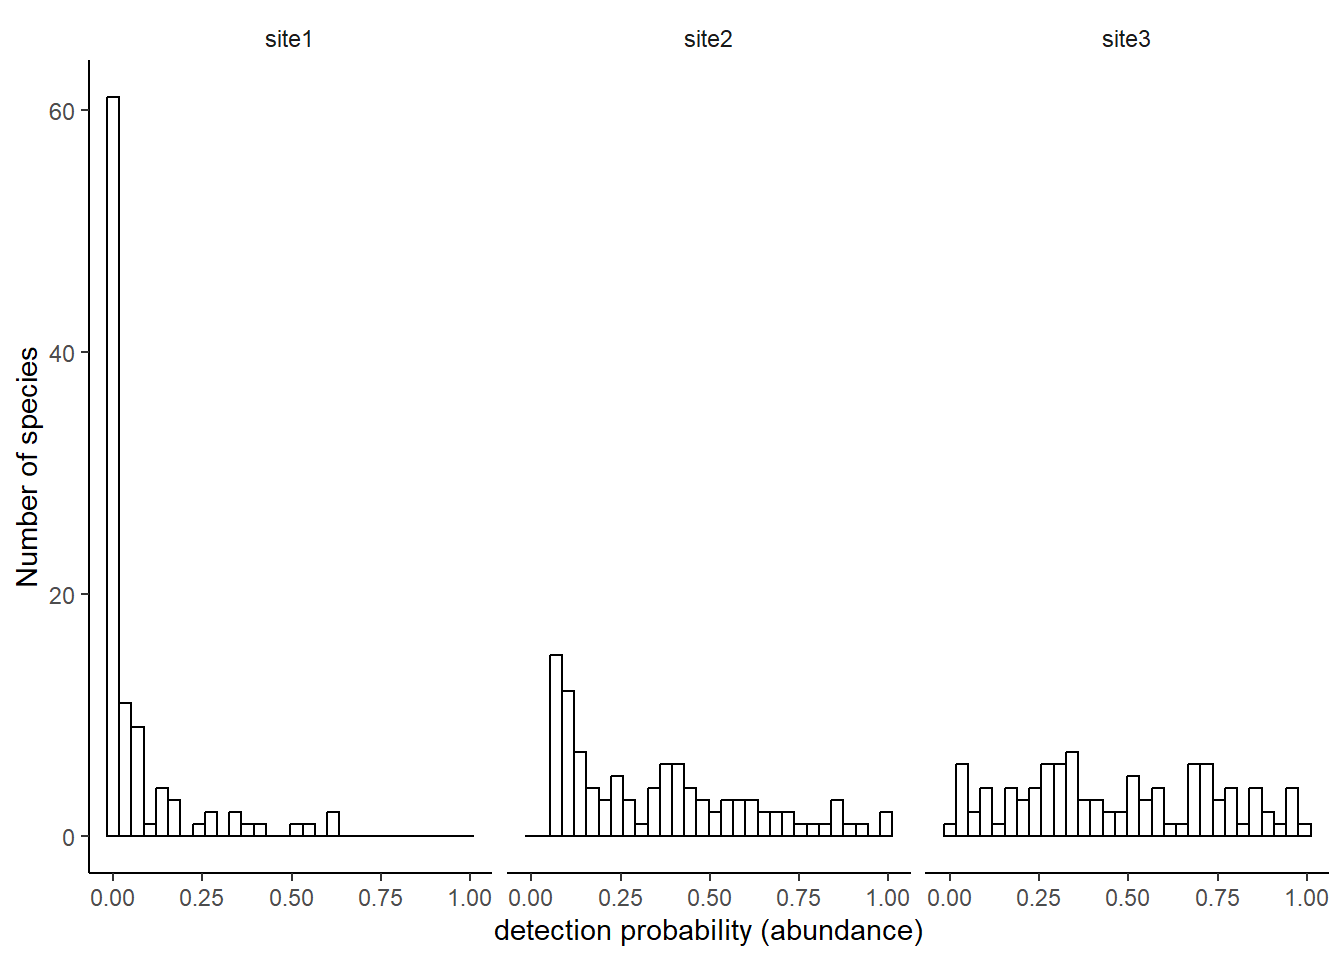 site1 site2 site3
Number of species
60
40
20
0
0.00 0.25 0.50 0.75 1.00 0.00 0.25 0.50 0.75 1.00 0.00 0.25 0.50 0.75 1.00
detection probability (abundance)